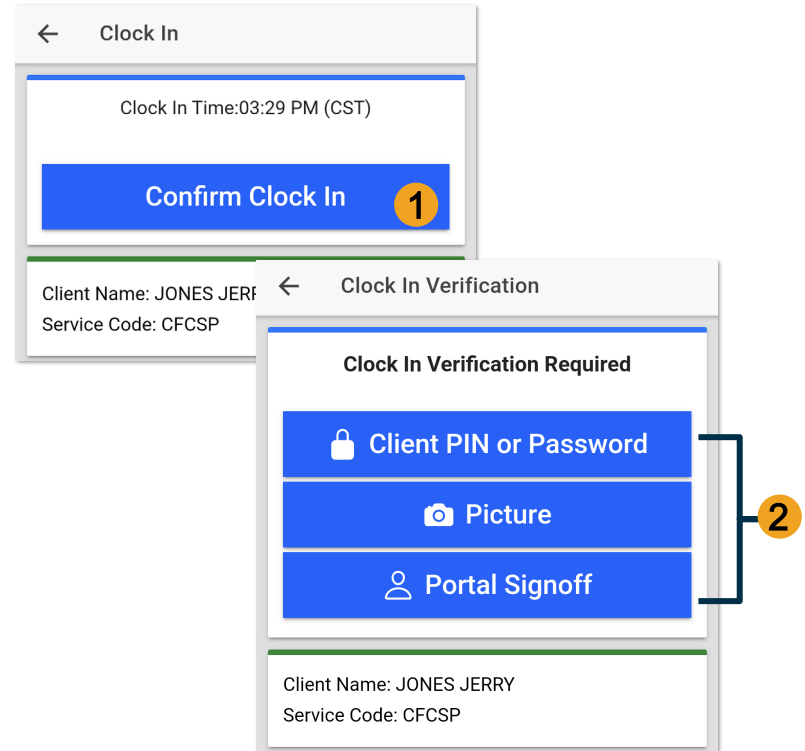 Clock In
Clock In Time:03:29 PM (CST)
Confirm Clock In
1
Client Name: JONES JERR
Service Code: CFCSP
Clock In Verification
Clock In Verification Required
Client PIN or Password
Picture
Portal Signoff
2
Client Name: JONES JERRY
Service Code: CFCSP